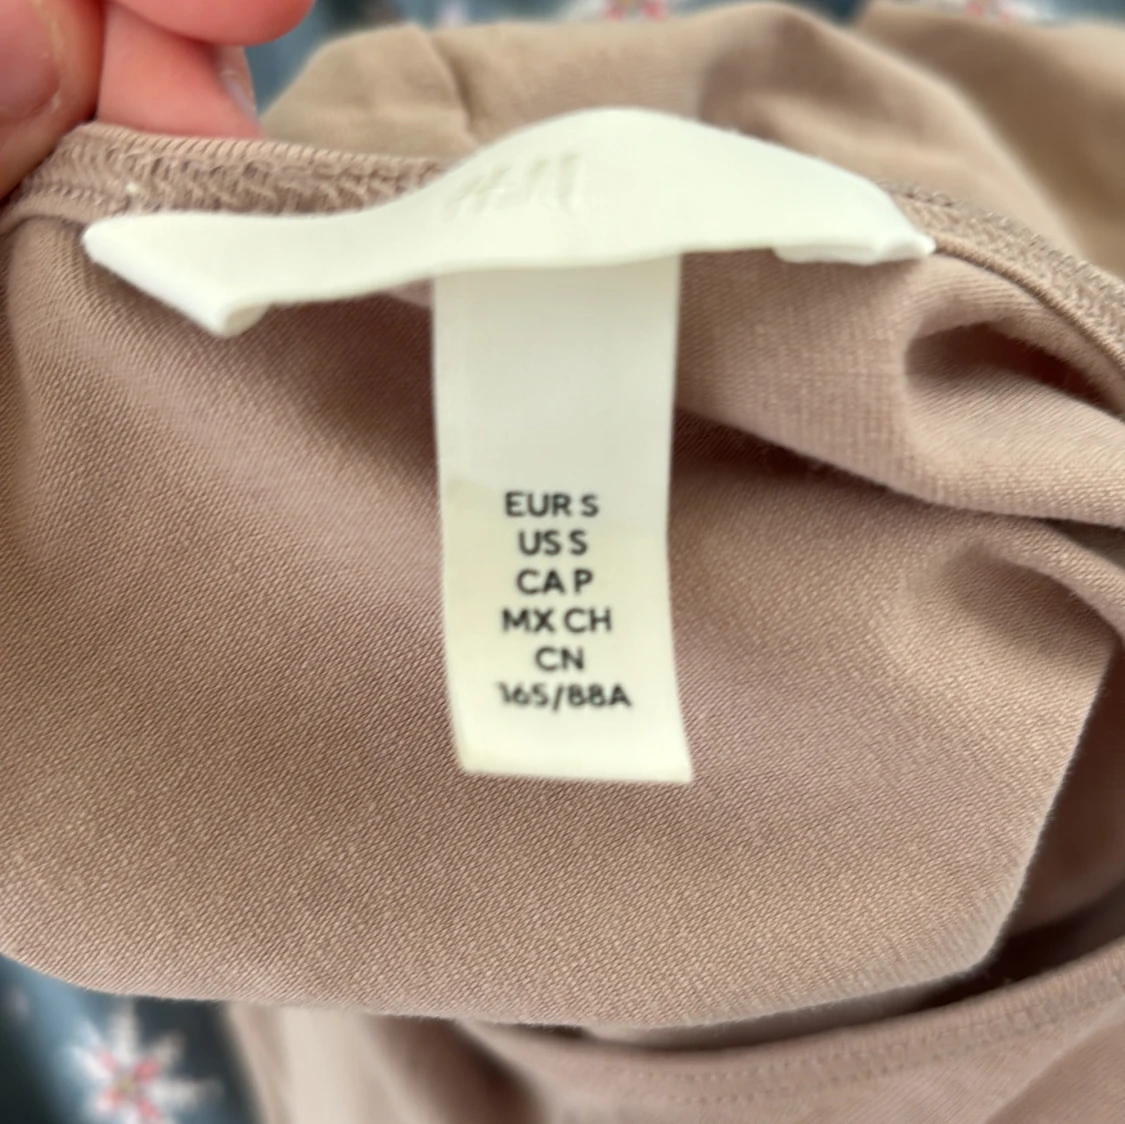 H&M
EUR S
US S
CA P
MX CH
CN
165/88A